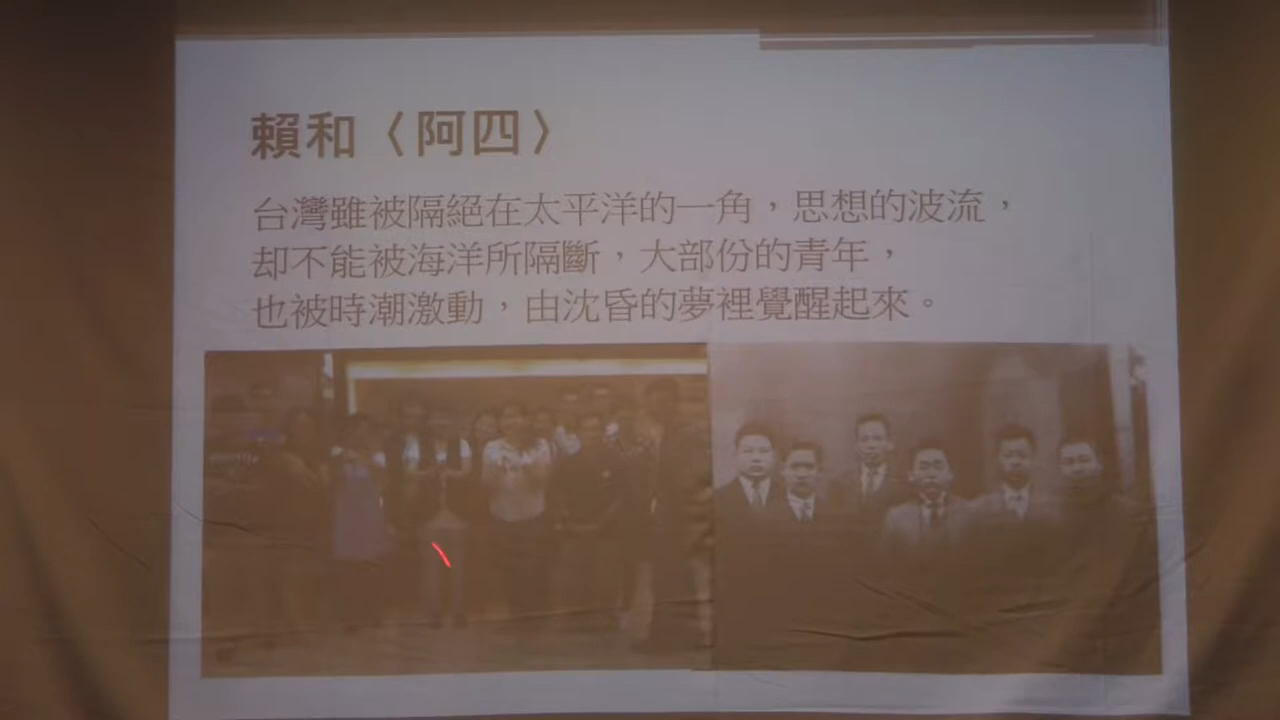 賴和〈阿四〉
台灣雖被隔絕在太平洋的一角，思想的波流，
却不能被海洋所隔斷，大部份的青年，
也被時潮激動，由沈昏的夢裡覺醒起來。